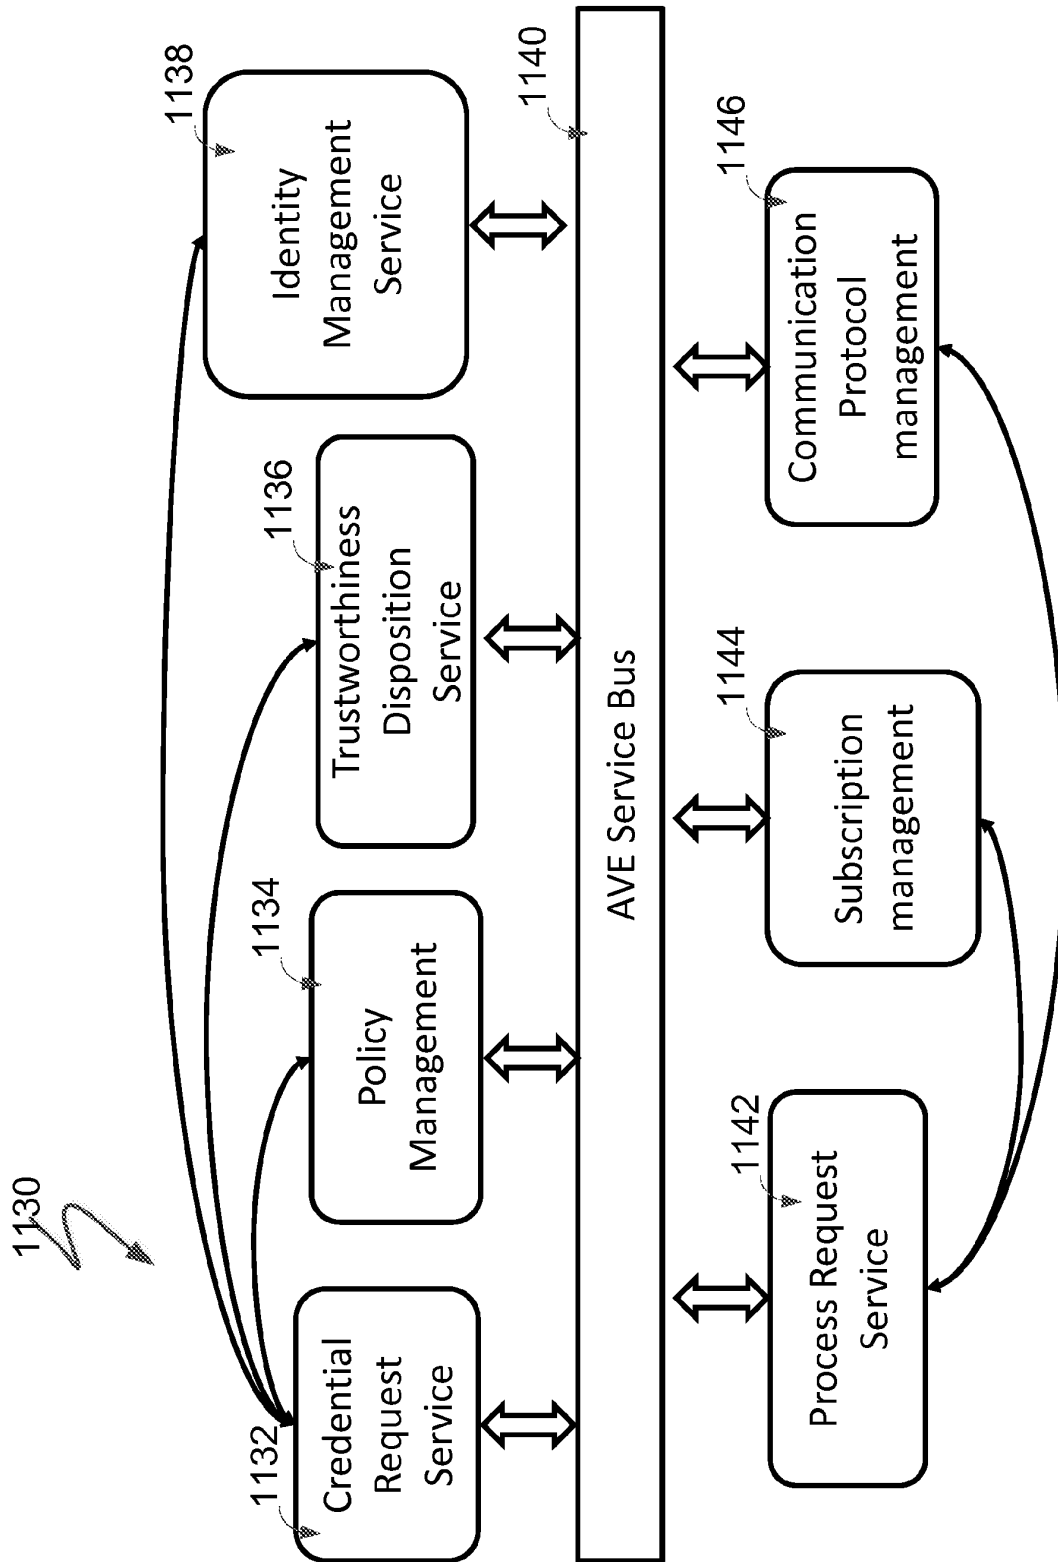 1130
1132
Credential
Request
Service
1134
Policy
Management
1136
Trustworthiness
Disposition
Service
1138
Identity
Management
Service
1140
AVE Service Bus
1142
Process Request
Service
1144
Subscription
management
1146
Communication
Protocol
management